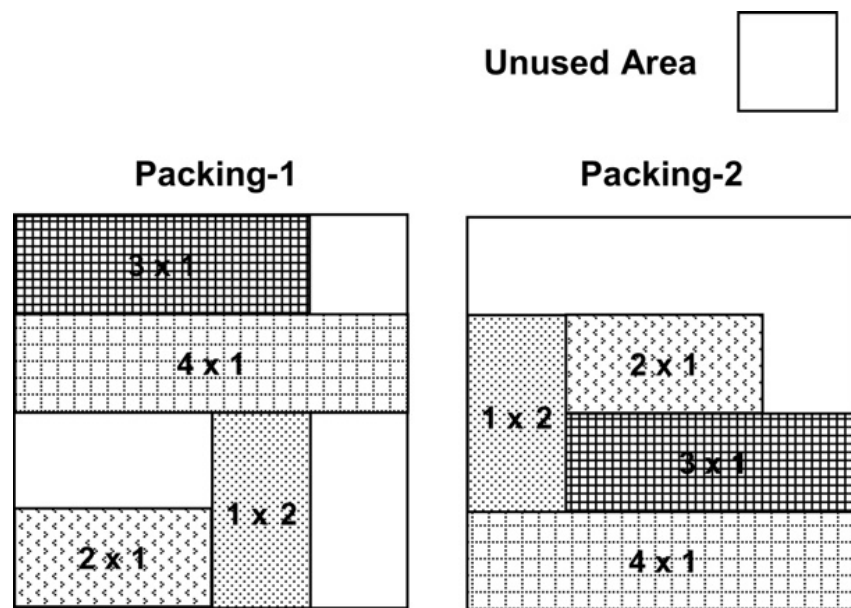 Unused Area
Packing-1
Packing-2
3 x 1
4 x 1
1 x 2
2 x 1
2 x 1
1 x 2
3 x 1
4 x 1